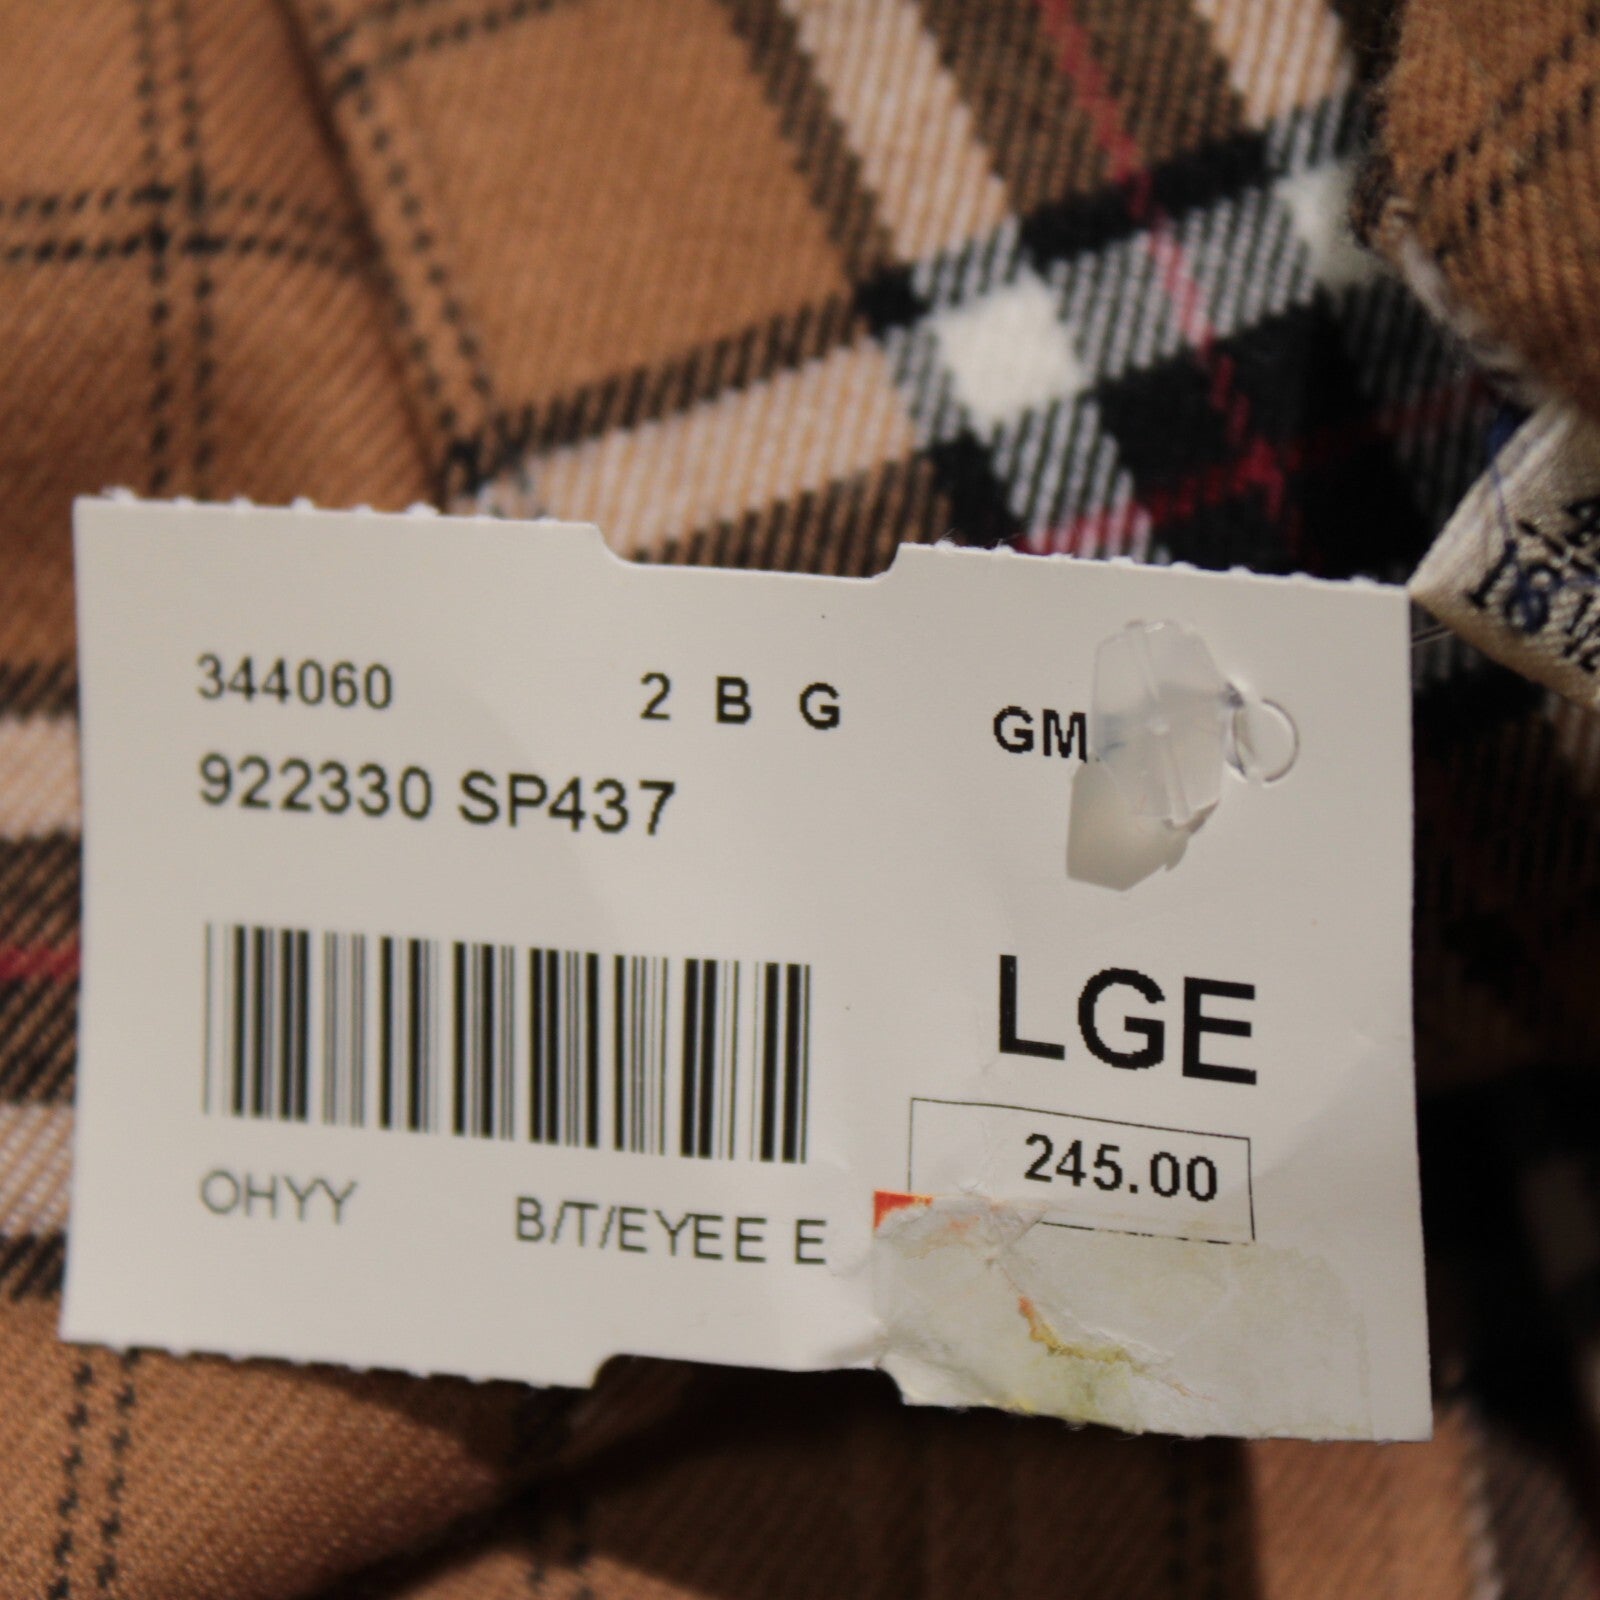 344060 2 B G GM
922330 SP437
LGE
245.00
OHYY B/T/EYEE E